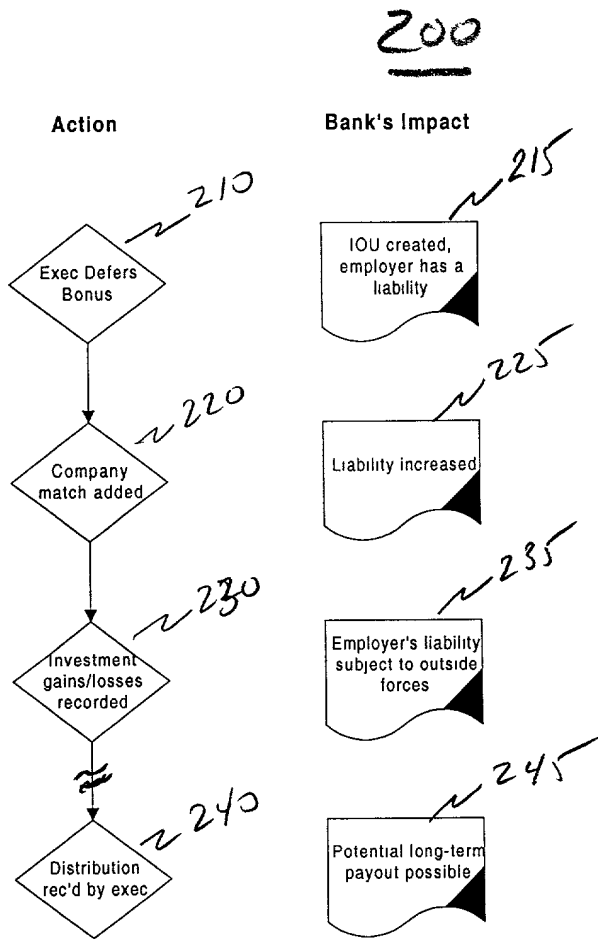 200
Action
Bank's Impact
210
215
Exec Defers
Bonus
IOU created,
employer has a
liability
220
225
Company
match added
Liability increased
230
235
Investment
gains/losses
recorded
Employer's liability
subject to outside
forces
240
245
Distribution
rec'd by exec
Potential long-term
payout possible